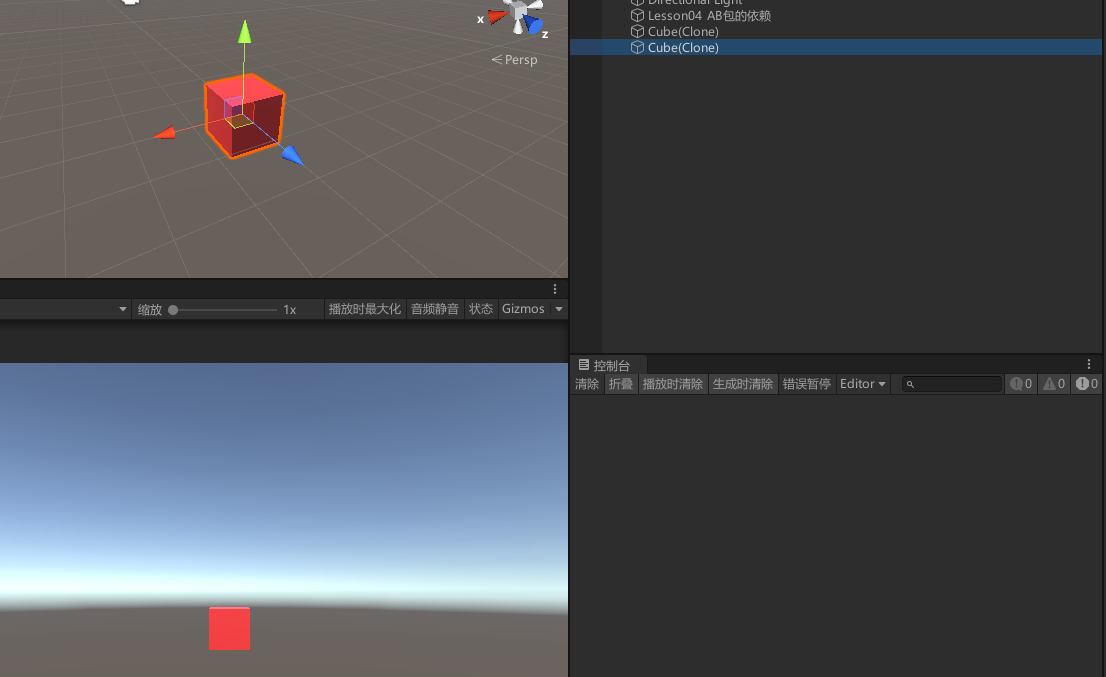 Directional Light
x
Lesson04 AB包的依赖
Cube(Clone)
z
Cube(Clone)
Persp
缩放 1x 播放时最大化 音频静音 状态 Gizmos
控制台
清除 折叠 播放时清除 生成时清除 错误暂停 Editor 0 0 0